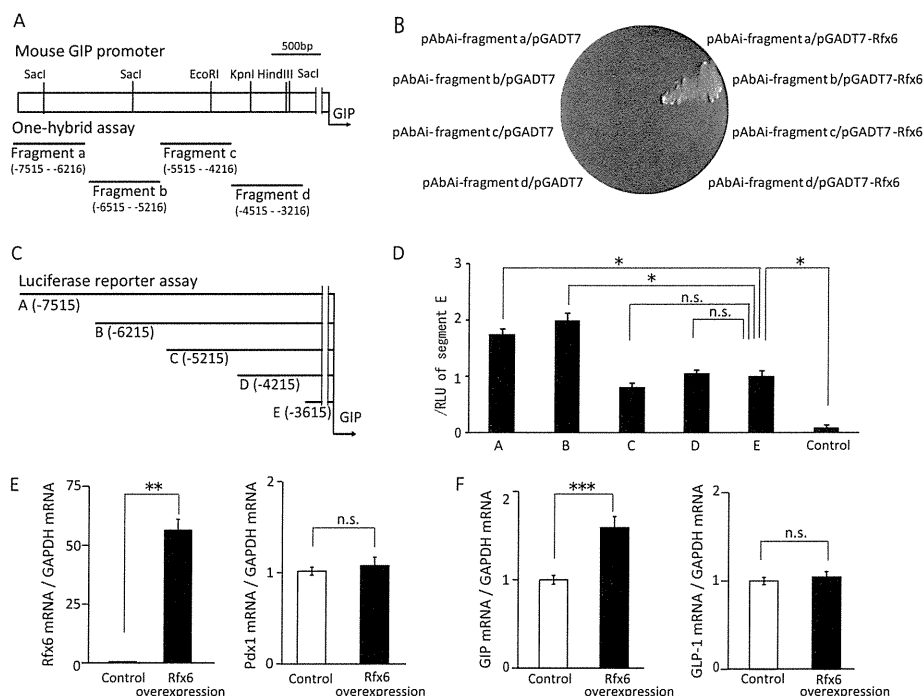 A
Mouse GIP promoter
500bp
SacI SacI EcoRI KpnI HindIII SacI
GIP
One-hybrid assay
Fragment a
(-7515 - -6216)
Fragment b
(-6515 - -5216)
Fragment c
(-5515 - -4216)
Fragment d
(-4515 - -3216)
B
pAbAi-fragment a/pGADT7
pAbAi-fragment b/pGADT7
pAbAi-fragment c/pGADT7
pAbAi-fragment d/pGADT7
pAbAi-fragment a/pGADT7-Rfx6
pAbAi-fragment b/pGADT7-Rfx6
pAbAi-fragment c/pGADT7-Rfx6
pAbAi-fragment d/pGADT7-Rfx6
C
Luciferase reporter assay
A (-7515)
B (-6215)
C (-5215)
D (-4215)
E (-3615)
GIP
D
/RLU of segment E
3
2
1
0
*
*
n.s.
n.s.
*
A B C D E Control
E
Rfx6 mRNA / GAPDH mRNA
75
50
25
0
**
Control Rfx6
overexpression
Pdx1 mRNA / GAPDH mRNA
2
1
0
n.s.
Control Rfx6
overexpression
F
GIP mRNA / GAPDH mRNA
2
1
0
***
Control Rfx6
overexpression
GLP-1 mRNA / GAPDH mRNA
2
1
0
n.s.
Control Rfx6
overexpression